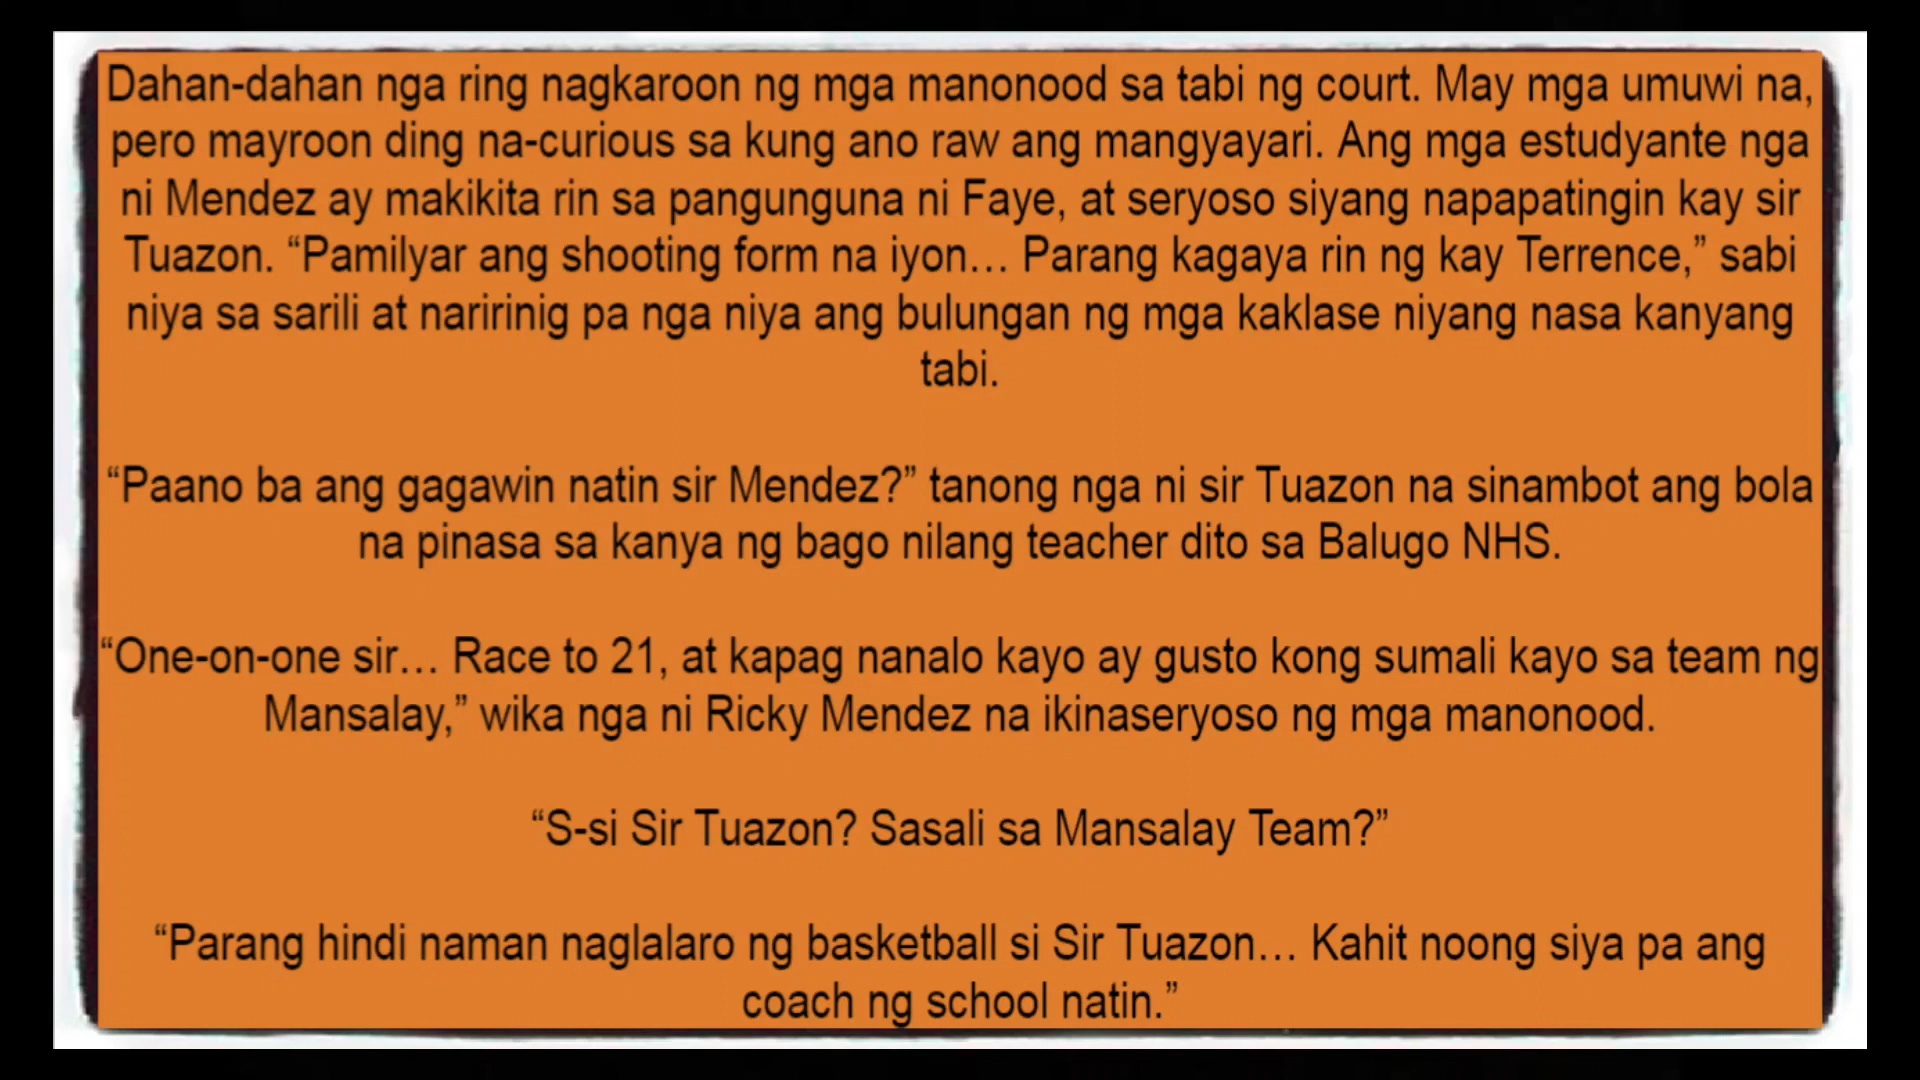 Dahan-dahan nga ring nagkaroon ng mga manonood sa tabi ng court. May mga umuwi na,
pero mayroon ding na-curious sa kung ano raw ang mangyayari. Ang mga estudyante nga
ni Mendez ay makikita rin sa pangunguna ni Faye, at seryoso siyang napapatingin kay sir
Tuazon. “Pamilyar ang shooting form na iyon… Parang kagaya rin ng kay Terrence,” sabi
niya sa sarili at naririnig pa nga niya ang bulungan ng mga kaklase niyang nasa kanyang
tabi.
“Paano ba ang gagawin natin sir Mendez?” tanong nga ni sir Tuazon na sinambot ang bola
na pinasa sa kanya ng bago nilang teacher dito sa Balugo NHS.
“One-on-one sir… Race to 21, at kapag nanalo kayo ay gusto kong sumali kayo sa team ng
Mansalay,” wika nga ni Ricky Mendez na ikinaseryoso ng mga manonood.
“S-si Sir Tuazon? Sasali sa Mansalay Team?”
“Parang hindi naman naglalaro ng basketball si Sir Tuazon… Kahit noong siya pa ang
coach ng school natin.”